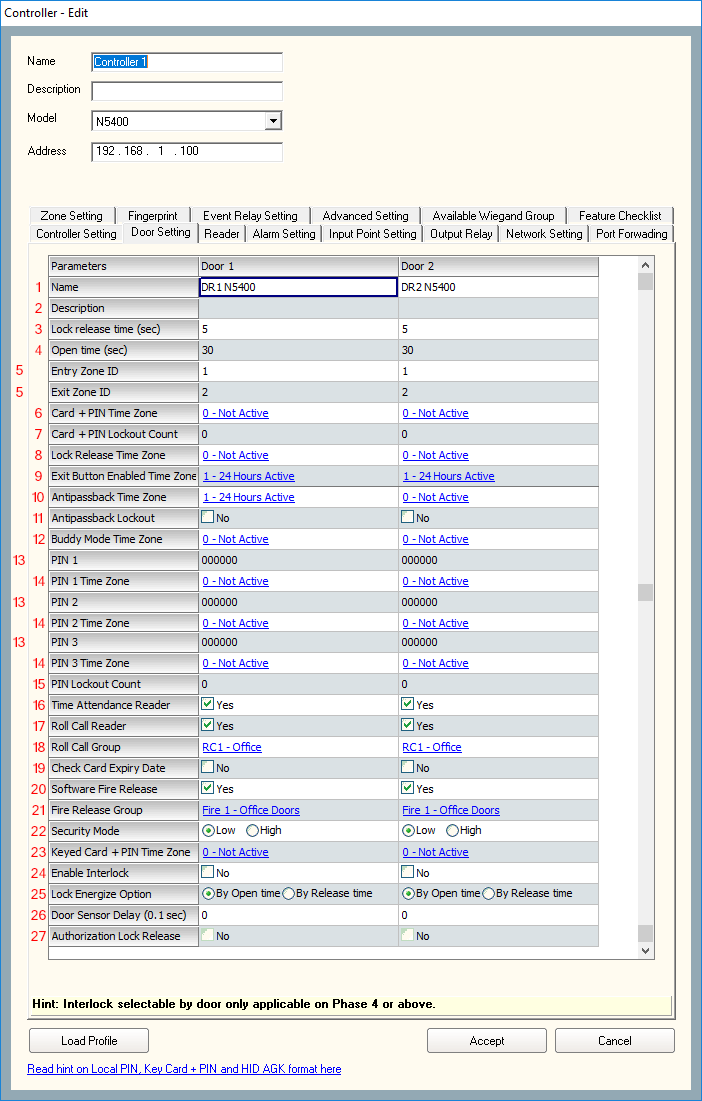 Controller - Edit
Name Controller 1
Description
Model N5400
Address 192 . 168 . 1 . 100
Zone Setting Fingerprint Event Relay Setting Advanced Setting Available Wiegand Group Feature Checklist
Controller Setting Door Setting Reader Alarm Setting Input Point Setting Output Relay Network Setting Port Forwading
Parameters Door 1 Door 2
1 Name DR1 N5400 DR2 N5400
2 Description
3 Lock release time (sec) 5 5
4 Open time (sec) 30 30
5 Entry Zone ID 1 1
5 Exit Zone ID 2 2
6 Card + PIN Time Zone 0 - Not Active 0 - Not Active
7 Card + PIN Lockout Count 0 0
8 Lock Release Time Zone 0 - Not Active 0 - Not Active
9 Exit Button Enabled Time Zone 1 - 24 Hours Active 1 - 24 Hours Active
10 Antipassback Time Zone 1 - 24 Hours Active 0 - Not Active
11 Antipassback Lockout No No
12 Buddy Mode Time Zone 0 - Not Active 0 - Not Active
13 PIN 1 000000 000000
14 PIN 1 Time Zone 0 - Not Active 0 - Not Active
13 PIN 2 000000 000000
14 PIN 2 Time Zone 0 - Not Active 0 - Not Active
13 PIN 3 000000 000000
14 PIN 3 Time Zone 0 - Not Active 0 - Not Active
15 PIN Lockout Count 0 0
16 Time Attendance Reader Yes Yes
17 Roll Call Reader Yes Yes
18 Roll Call Group RC1 - Office RC1 - Office
19 Check Card Expiry Date No No
20 Software Fire Release Yes Yes
21 Fire Release Group Fire 1 - Office Doors Fire 1 - Office Doors
22 Security Mode Low High Low High
23 Keyed Card + PIN Time Zone 0 - Not Active 0 - Not Active
24 Enable Interlock No No
25 Lock Energize Option By Open time By Release time By Open time By Release time
26 Door Sensor Delay (0.1 sec) 0 0
27 Authorization Lock Release No No
Hint: Interlock selectable by door only applicable on Phase 4 or above.
Load Profile Accept Cancel
Read hint on Local PIN, Key Card + PIN and HID AGK format here